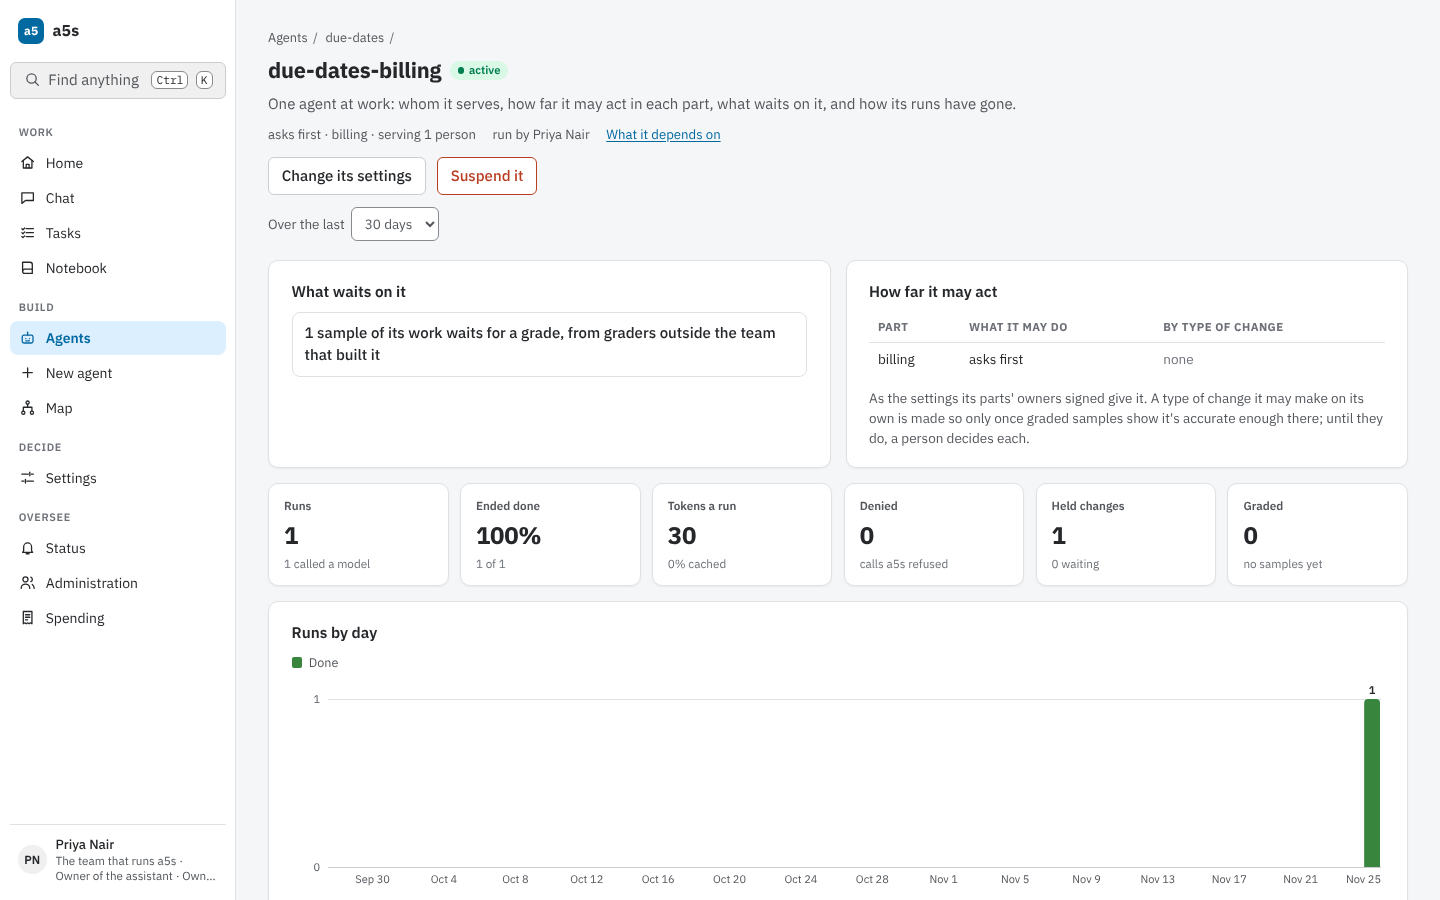 a5 a5s
Find anything Ctrl K
WORK
Home
Chat
Tasks
Notebook
BUILD
Agents
New agent
Map
DECIDE
Settings
OVERSEE
Status
Administration
Spending
PN
Priya Nair
The team that runs a5s ·
Owner of the assistant · Own...
Agents / due-dates /
due-dates-billing active
One agent at work: whom it serves, how far it may act in each part, what waits on it, and how its runs have gone.
asks first · billing · serving 1 person run by Priya Nair What it depends on
Change its settings Suspend it
Over the last 30 days
What waits on it
1 sample of its work waits for a grade, from graders outside the team
that built it
How far it may act
PART WHAT IT MAY DO BY TYPE OF CHANGE
billing asks first none
As the settings its parts' owners signed give it. A type of change it may make on its
own is made so only once graded samples show it's accurate enough there; until they
do, a person decides each.
Runs
1
1 called a model
Ended done
100%
1 of 1
Tokens a run
30
0% cached
Denied
0
calls a5s refused
Held changes
1
0 waiting
Graded
0
no samples yet
Runs by day
Done
1
1
0
Sep 30 Oct 4 Oct 8 Oct 12 Oct 16 Oct 20 Oct 24 Oct 28 Nov 1 Nov 5 Nov 9 Nov 13 Nov 17 Nov 21 Nov 25